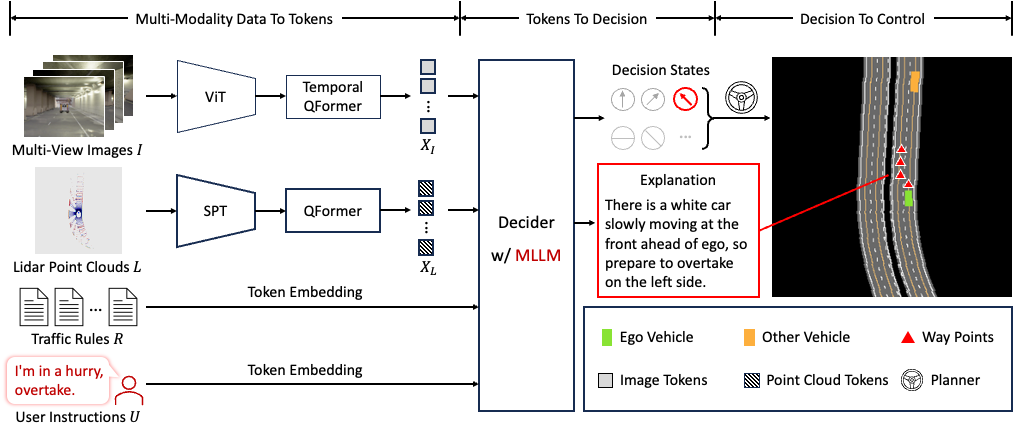 Multi-Modality Data To Tokens
Tokens To Decision
Decision To Control
ViT
Temporal
QFormer
⋮
X_I
Multi-View Images I
SPT
QFormer
⋮
X_L
Lidar Point Clouds L
Token Embedding
...
Traffic Rules R
I'm in a hurry,
overtake.
Token Embedding
User Instructions U
Decider
w/ MLLM
Decision States
...
Explanation
There is a white car
slowly moving at the
front ahead of ego, so
prepare to overtake
on the left side.
Ego Vehicle
Other Vehicle
Way Points
Image Tokens
Point Cloud Tokens
Planner